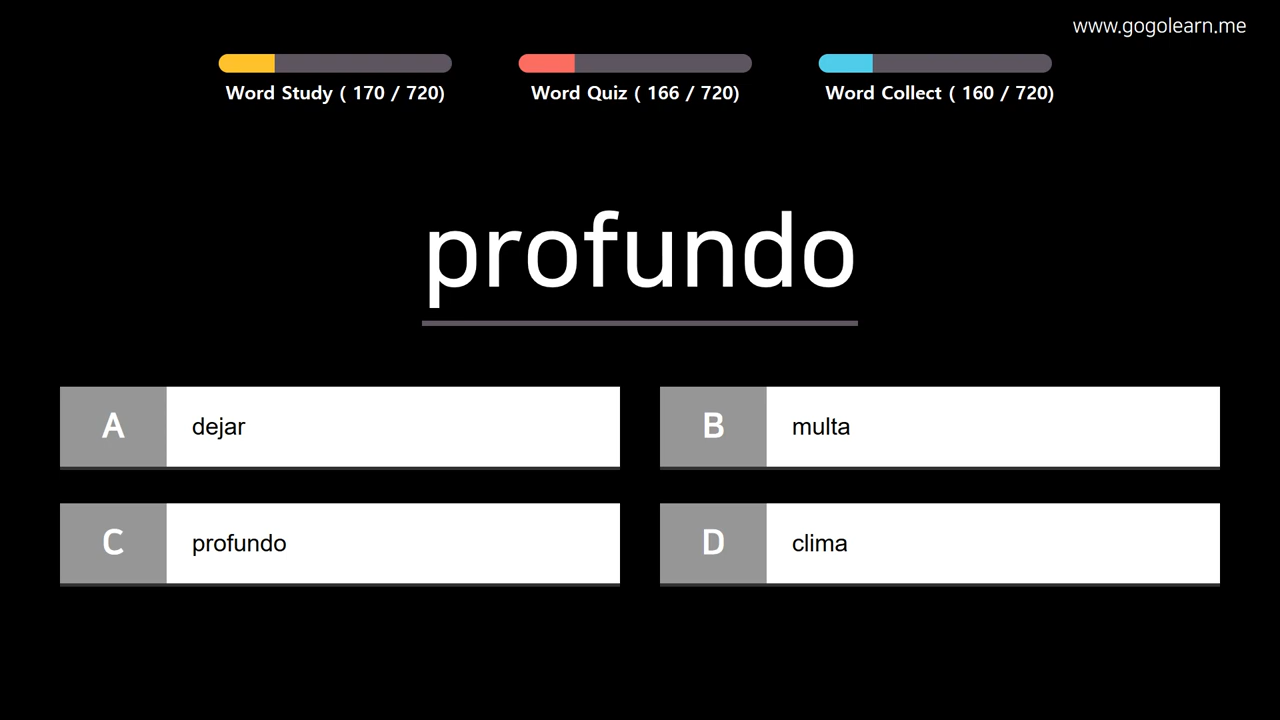 www.gogolearn.me
Word Study ( 170 / 720)
Word Quiz ( 166 / 720)
Word Collect ( 160 / 720)
profundo
A dejar
B multa
C profundo
D clima